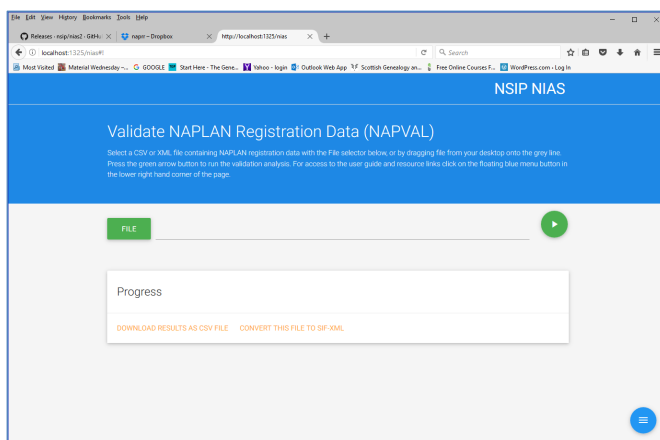 File Edit View History Bookmarks Tools Help
Releases · nsip/nias2 · GitHu
naprr – Dropbox
http://localhost:1325/nias
localhost:1325/nias#!
Search
Most Visited Material Wednesday –... GOOGLE Start Here - The Gene... Yahoo - login Outlook Web App Scottish Genealogy an... Free Online Courses F... WordPress.com › Log In
NSIP NIAS
Validate NAPLAN Registration Data (NAPVAL)
Select a CSV or XML file containing NAPLAN registration data with the File selector below, or by dragging file from your desktop onto the grey line.
Press the green arrow button to run the validation analysis. For access to the user guide and resource links click on the floating blue menu button in
the lower right hand corner of the page.
FILE
Progress
DOWNLOAD RESULTS AS CSV FILE CONVERT THIS FILE TO SIF-XML